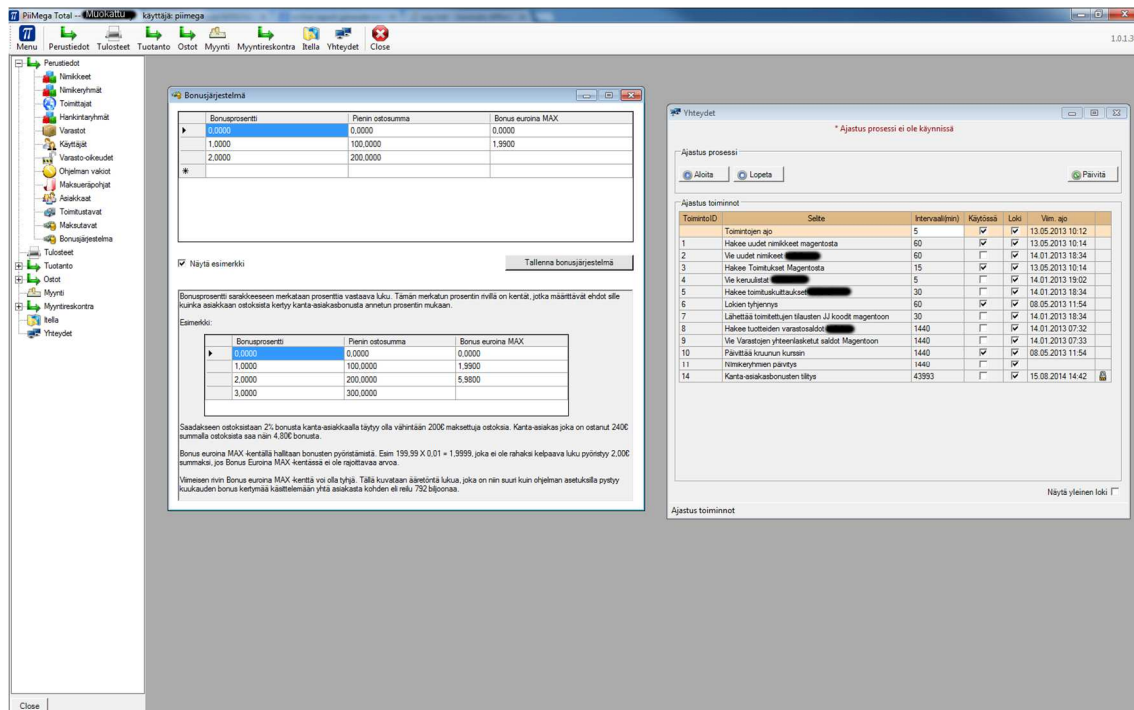 PiiMega Total -- Muokattu käyttäjä: piimega
Menu Perustiedot Tulosteet Tuotanto Ostot Myynti Myyntireskontra Itella Yhteydet Close
1.0.1.3
Perustiedot
Nimikkeet
Nimikeryhmät
Toimittajat
Hankintaryhmät
Varastot
Käyttäjät
Varasto-oikeudet
Ohjelman vakiot
Maksueräpohjat
Asiakkaat
Toimitustavat
Maksutavat
Bonusjärjestelma
Tulosteet
Tuotanto
Ostot
Myynti
Myyntireskontra
Itella
Yhteydet
Close
Bonusjärjestelmä
Bonusprosentti Pienin ostosumma Bonus euroina MAX
0,0000 0,0000 0,0000
1,0000 100,0000 1,9900
2,0000 200,0000
Näytä esimerkki
Tallenna bonusjärjestelmä
Bonusprosentti sarakkeeseen merkataan prosenttia vastaava luku. Tämän merkatun prosentin rivillä on kentät, jotka määrittävät ehdot sille
kuinka asiakkaan ostoksista kertyy kanta-asiakasbonusta annetun prosentin mukaan.
Esimerkki:
Bonusprosentti Pienin ostosumma Bonus euroina MAX
0,0000 0,0000 0,0000
1,0000 100,0000 1,9900
2,0000 200,0000 5,9800
3,0000 300,0000
Saadakseen ostoksistaan 2% bonusta kanta-asiakkaalla täytyy olla vähintään 200€ maksettuja ostoksia. Kanta-asiakas joka on ostanut 240€
summalla ostoksista saa näin 4,80€ bonusta.
Bonus euroina MAX -kentällä hallitaan bonusten pyöristämistä. Esim 199,99 X 0,01 = 1,9999, joka ei ole rahaksi kelpaava luku pyöristyy 2,00€
summaksi, jos Bonus Euroina MAX -kentässä ei ole rajoittavaa arvoa.
Viimeisen rivin Bonus euroina MAX -kenttä voi olla tyhjä. Tällä kuvataan ääretöntä lukua, joka on niin suuri kuin ohjelman asetuksilla pystyy
kuukauden bonus kertymää käsittelemään yhtä asiakasta kohden eli reilu 792 biljoonaa.
Yhteydet
* Ajastus prosessi ei ole käynnissä
Ajastus prosessi
Aloita Lopeta Päivitä
Ajastus toiminnot
ToimintoID Selite Intervaali(min) Käytössä Loki Viim. ajo
Toimintojen ajo 5 13.05.2013 10:12
1 Hakee uudet nimikkeet magentosta 60 13.05.2013 10:14
2 Vie uudet nimikeet 60 14.01.2013 18:34
3 Hakee Toimitukset Magentosta 15 13.05.2013 10:14
4 Vie keruulistat 5 14.01.2013 19:02
5 Hakee toimituskuittaukset 30 14.01.2013 18:34
6 Lokien tyhjennys 60 08.05.2013 11:54
7 Lähettää toimitettujen tilausten JJ koodit magentoon 30 14.01.2013 18:34
8 Hakee tuotteiden varastosaldot 1440 14.01.2013 07:32
9 Vie Varastojen yhteenlasketut saldot Magentoon 1440 14.01.2013 07:33
10 Päivittää kruunun kurssin 1440 08.05.2013 11:54
11 Nimikeryhmien päivitys 1440
14 Kanta-asiakasbonusten tilitys 43993 15.08.2014 14:42
Näytä yleinen loki
Ajastus toiminnot